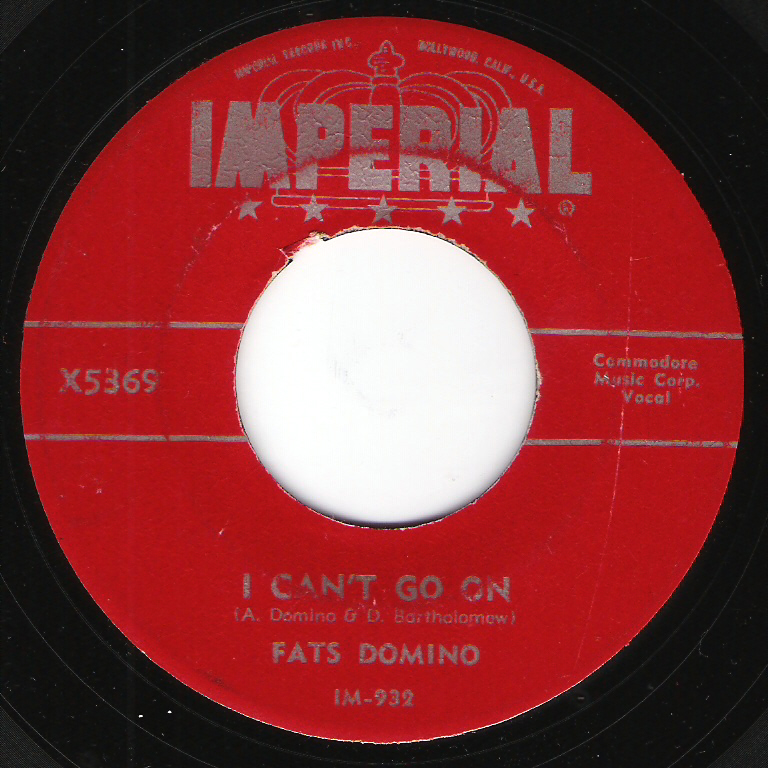 IMPERIAL RECORDS INC. HOLLYWOOD, CALIF., U.S.A.
IMPERIAL
®
X5369
Commodore
Music Corp.
Vocal
I CAN'T GO ON
(A. Domino & D. Bartholomew)
FATS DOMINO
IM-932